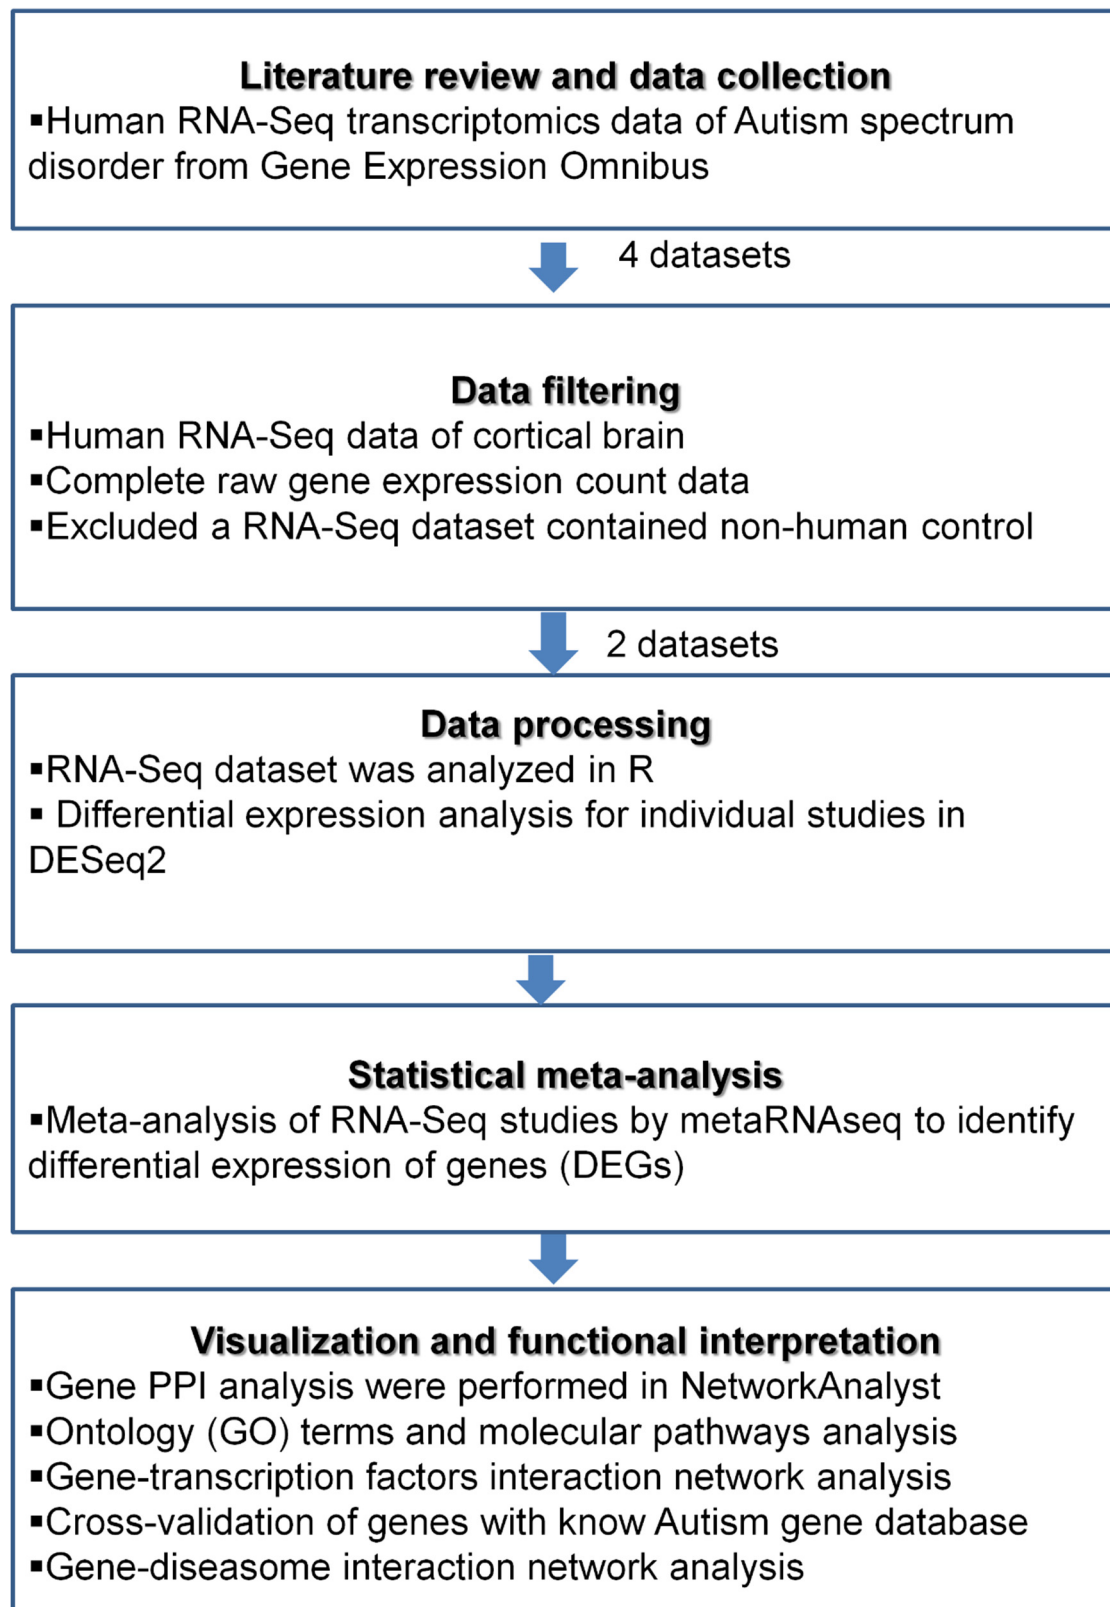 Literature review and data collection
▪Human RNA-Seq transcriptomics data of Autism spectrum
disorder from Gene Expression Omnibus
4 datasets
Data filtering
▪Human RNA-Seq data of cortical brain
▪Complete raw gene expression count data
▪Excluded a RNA-Seq dataset contained non-human control
2 datasets
Data processing
▪RNA-Seq dataset was analyzed in R
▪ Differential expression analysis for individual studies in
DESeq2
Statistical meta-analysis
▪Meta-analysis of RNA-Seq studies by metaRNAseq to identify
differential expression of genes (DEGs)
Visualization and functional interpretation
▪Gene PPI analysis were performed in NetworkAnalyst
▪Ontology (GO) terms and molecular pathways analysis
▪Gene-transcription factors interaction network analysis
▪Cross-validation of genes with know Autism gene database
▪Gene-diseasome interaction network analysis